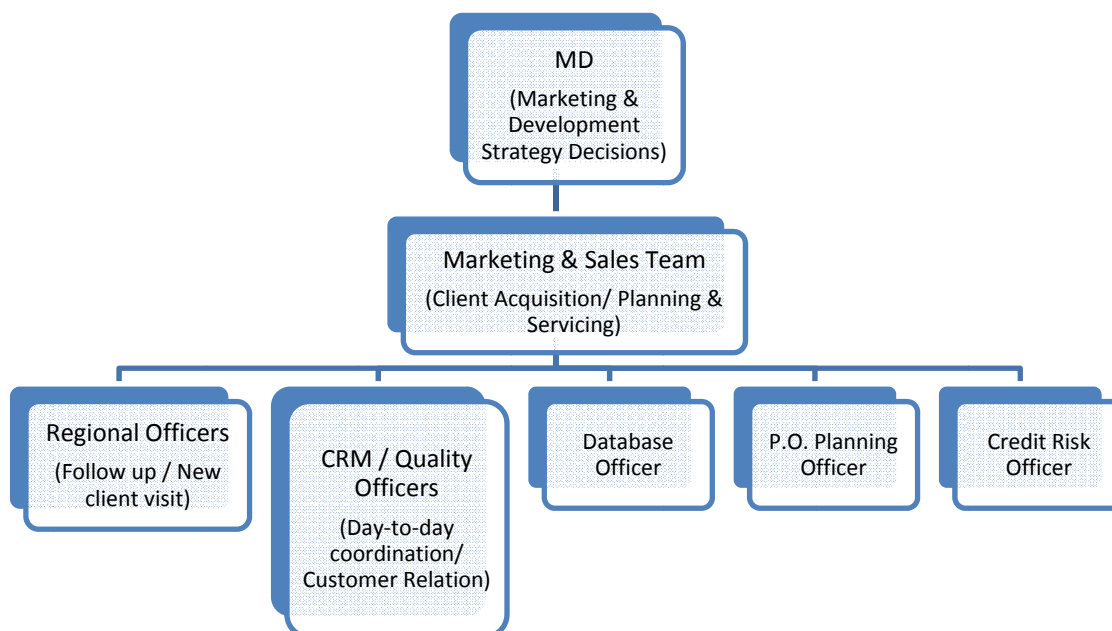 MD
(Marketing &
Development
Strategy Decisions)
Marketing & Sales Team
(Client Acquisition/ Planning &
Servicing)
Regional Officers
(Follow up / New
client visit)
CRM / Quality
Officers
(Day-to-day
coordination/
Customer Relation)
Database
Officer
P.O. Planning
Officer
Credit Risk
Officer